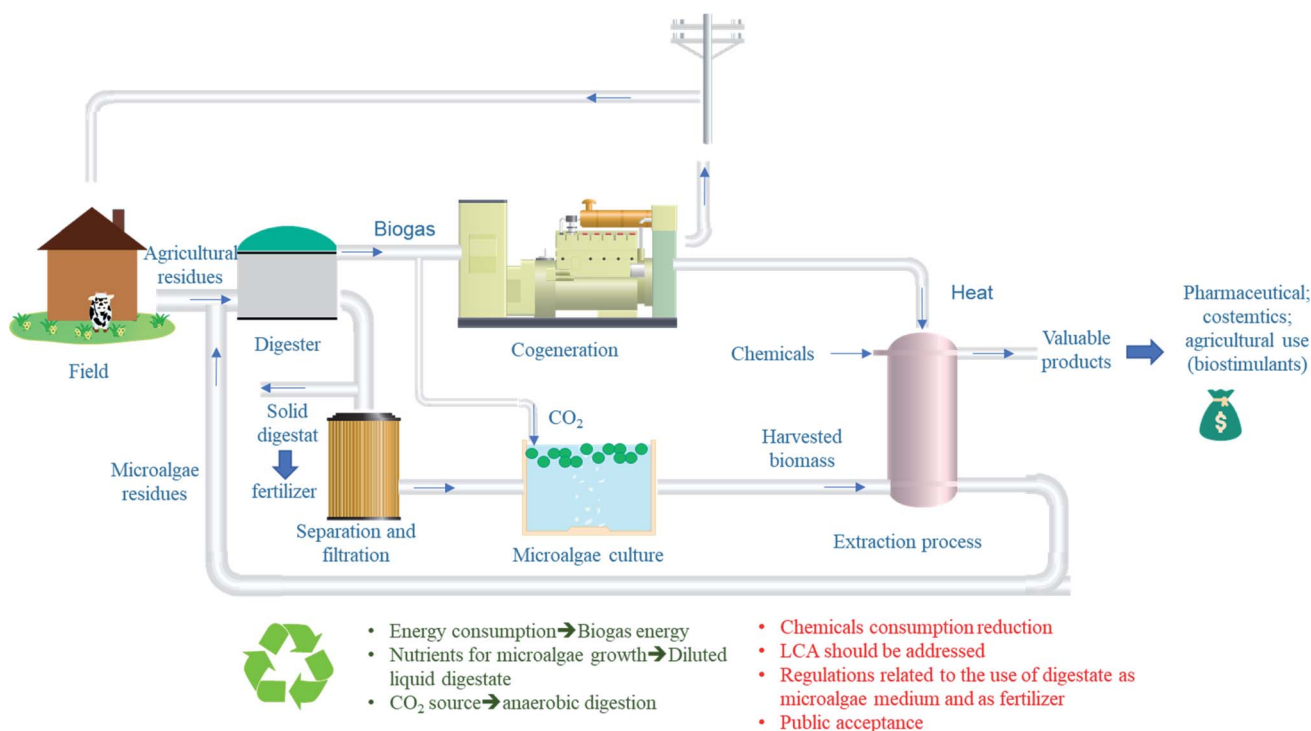 Biogas
Agricultural
residues
Heat
Pharmaceutical;
costemtics;
agricultural use
(biostimulants)
Field
Digester
Cogeneration
Chemicals
Valuable
products
Solid
digestat
fertilizer
CO₂
Harvested
biomass
Microalgae
residues
Separation and
filtration
Microalgae culture
Extraction process
$
• Energy consumption➔Biogas energy
• Nutrients for microalgae growth➔Diluted
liquid digestate
• CO₂ source➔anaerobic digestion
• Chemicals consumption reduction
• LCA should be addressed
• Regulations related to the use of digestate as
microalgae medium and as fertilizer
• Public acceptance